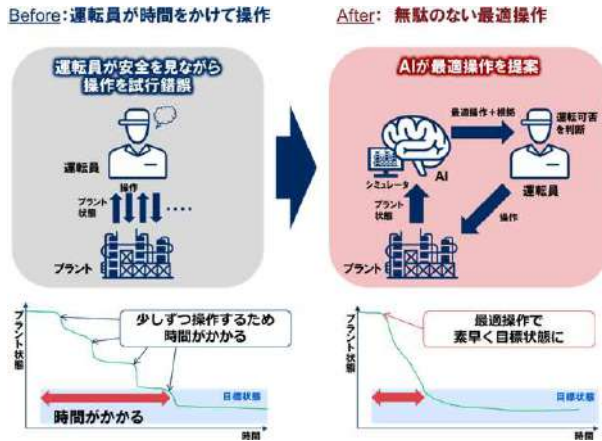 Before：運転員が時間をかけて操作
After： 無駄のない最適操作
運転員が安全を見ながら
操作を試行錯誤
運転員
操作
プラント
状態
‥‥
プラント
AIが最適操作を提案
最適操作＋根拠
運転可否
を判断
シミュレータ
AI
運転員
プラント
状態
操作
プラント
プラント
状態
少しずつ操作するため
時間がかかる
目標状態
時間がかかる
時間
プラント
状態
最適操作で
素早く目標状態に
目標状態
時間